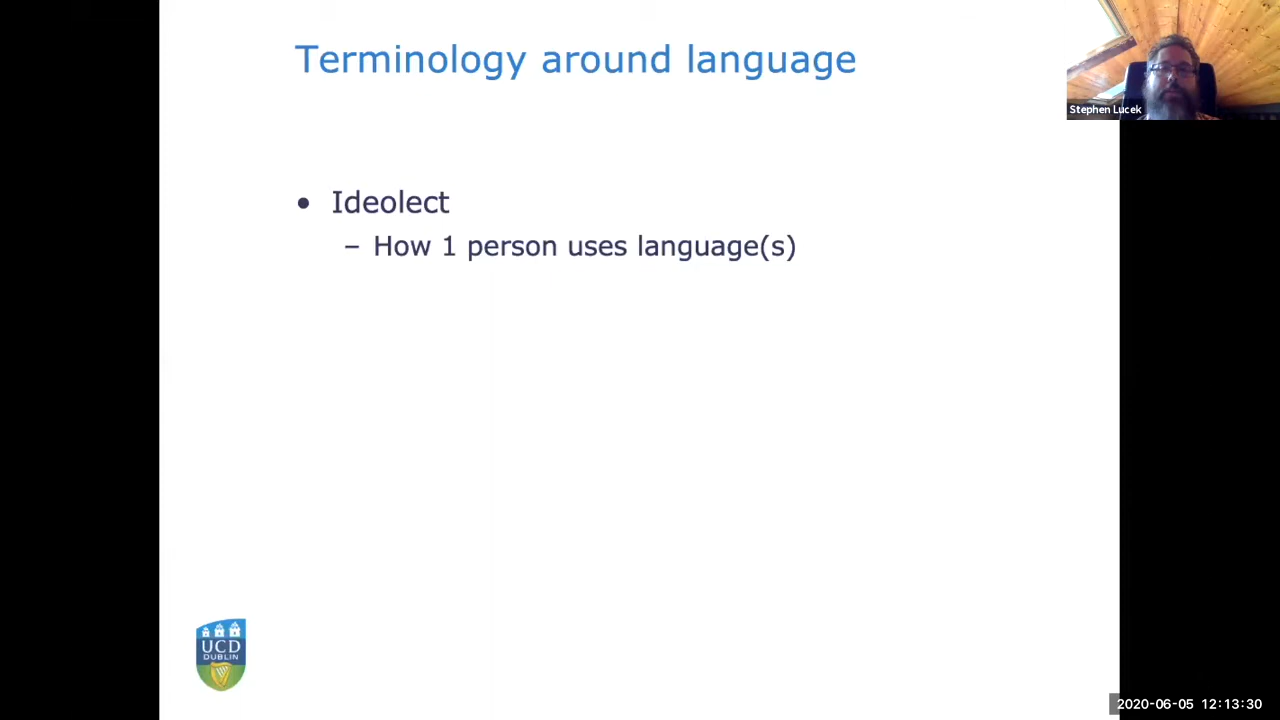 Terminology around language
Stephen Lucek
• Ideolect
– How 1 person uses language(s)
UCD
DUBLIN
2020-06-05 12:13:30